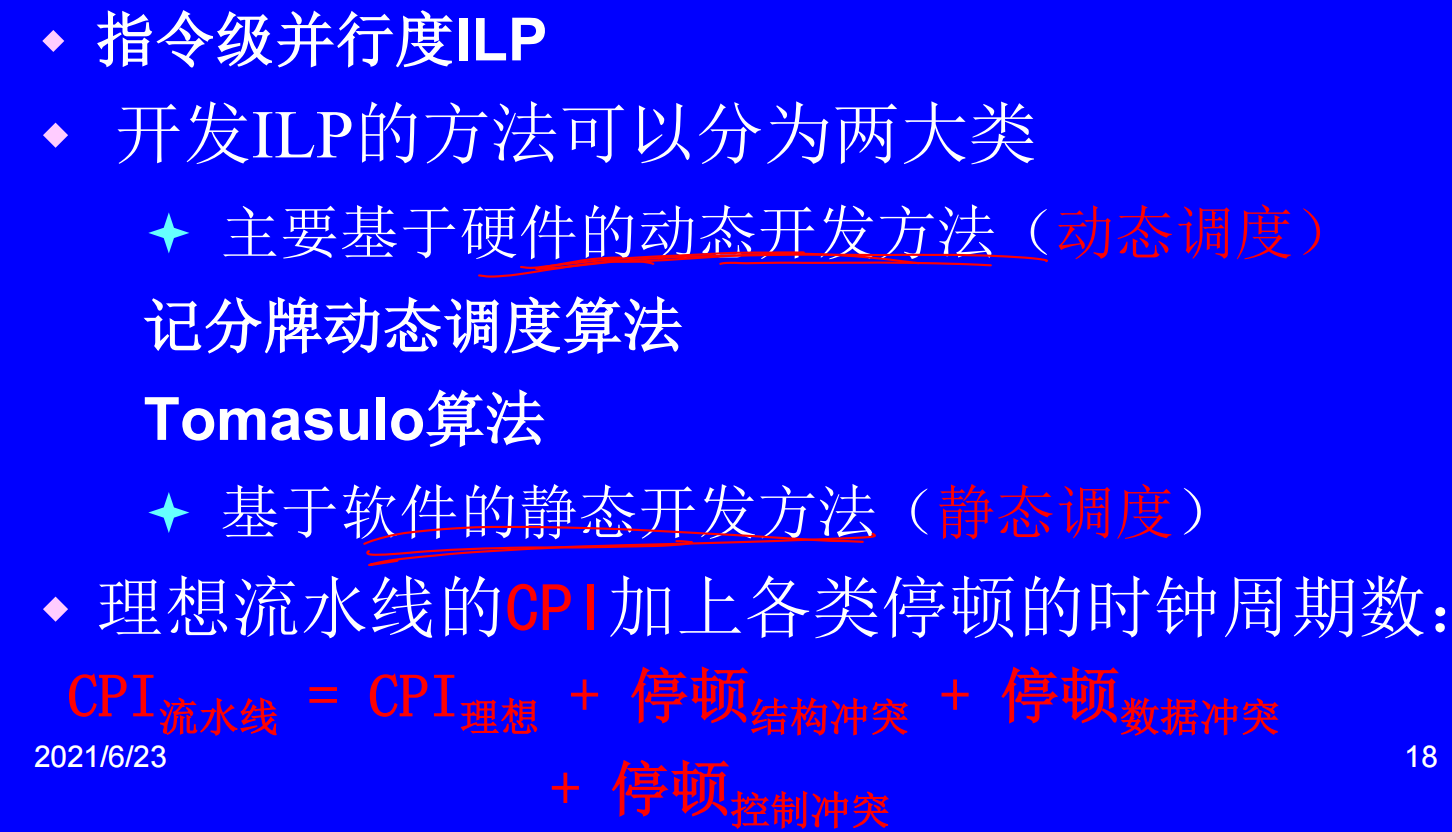 指令级并行度ILP
开发ILP的方法可以分为两大类
主要基于硬件的动态开发方法（动态调度）
记分牌动态调度算法
Tomasulo算法
基于软件的静态开发方法（静态调度）
理想流水线的CPI加上各类停顿的时钟周期数：
CPI流水线 = CPI理想 + 停顿结构冲突 + 停顿数据冲突
2021/6/23
18
+ 停顿控制冲突